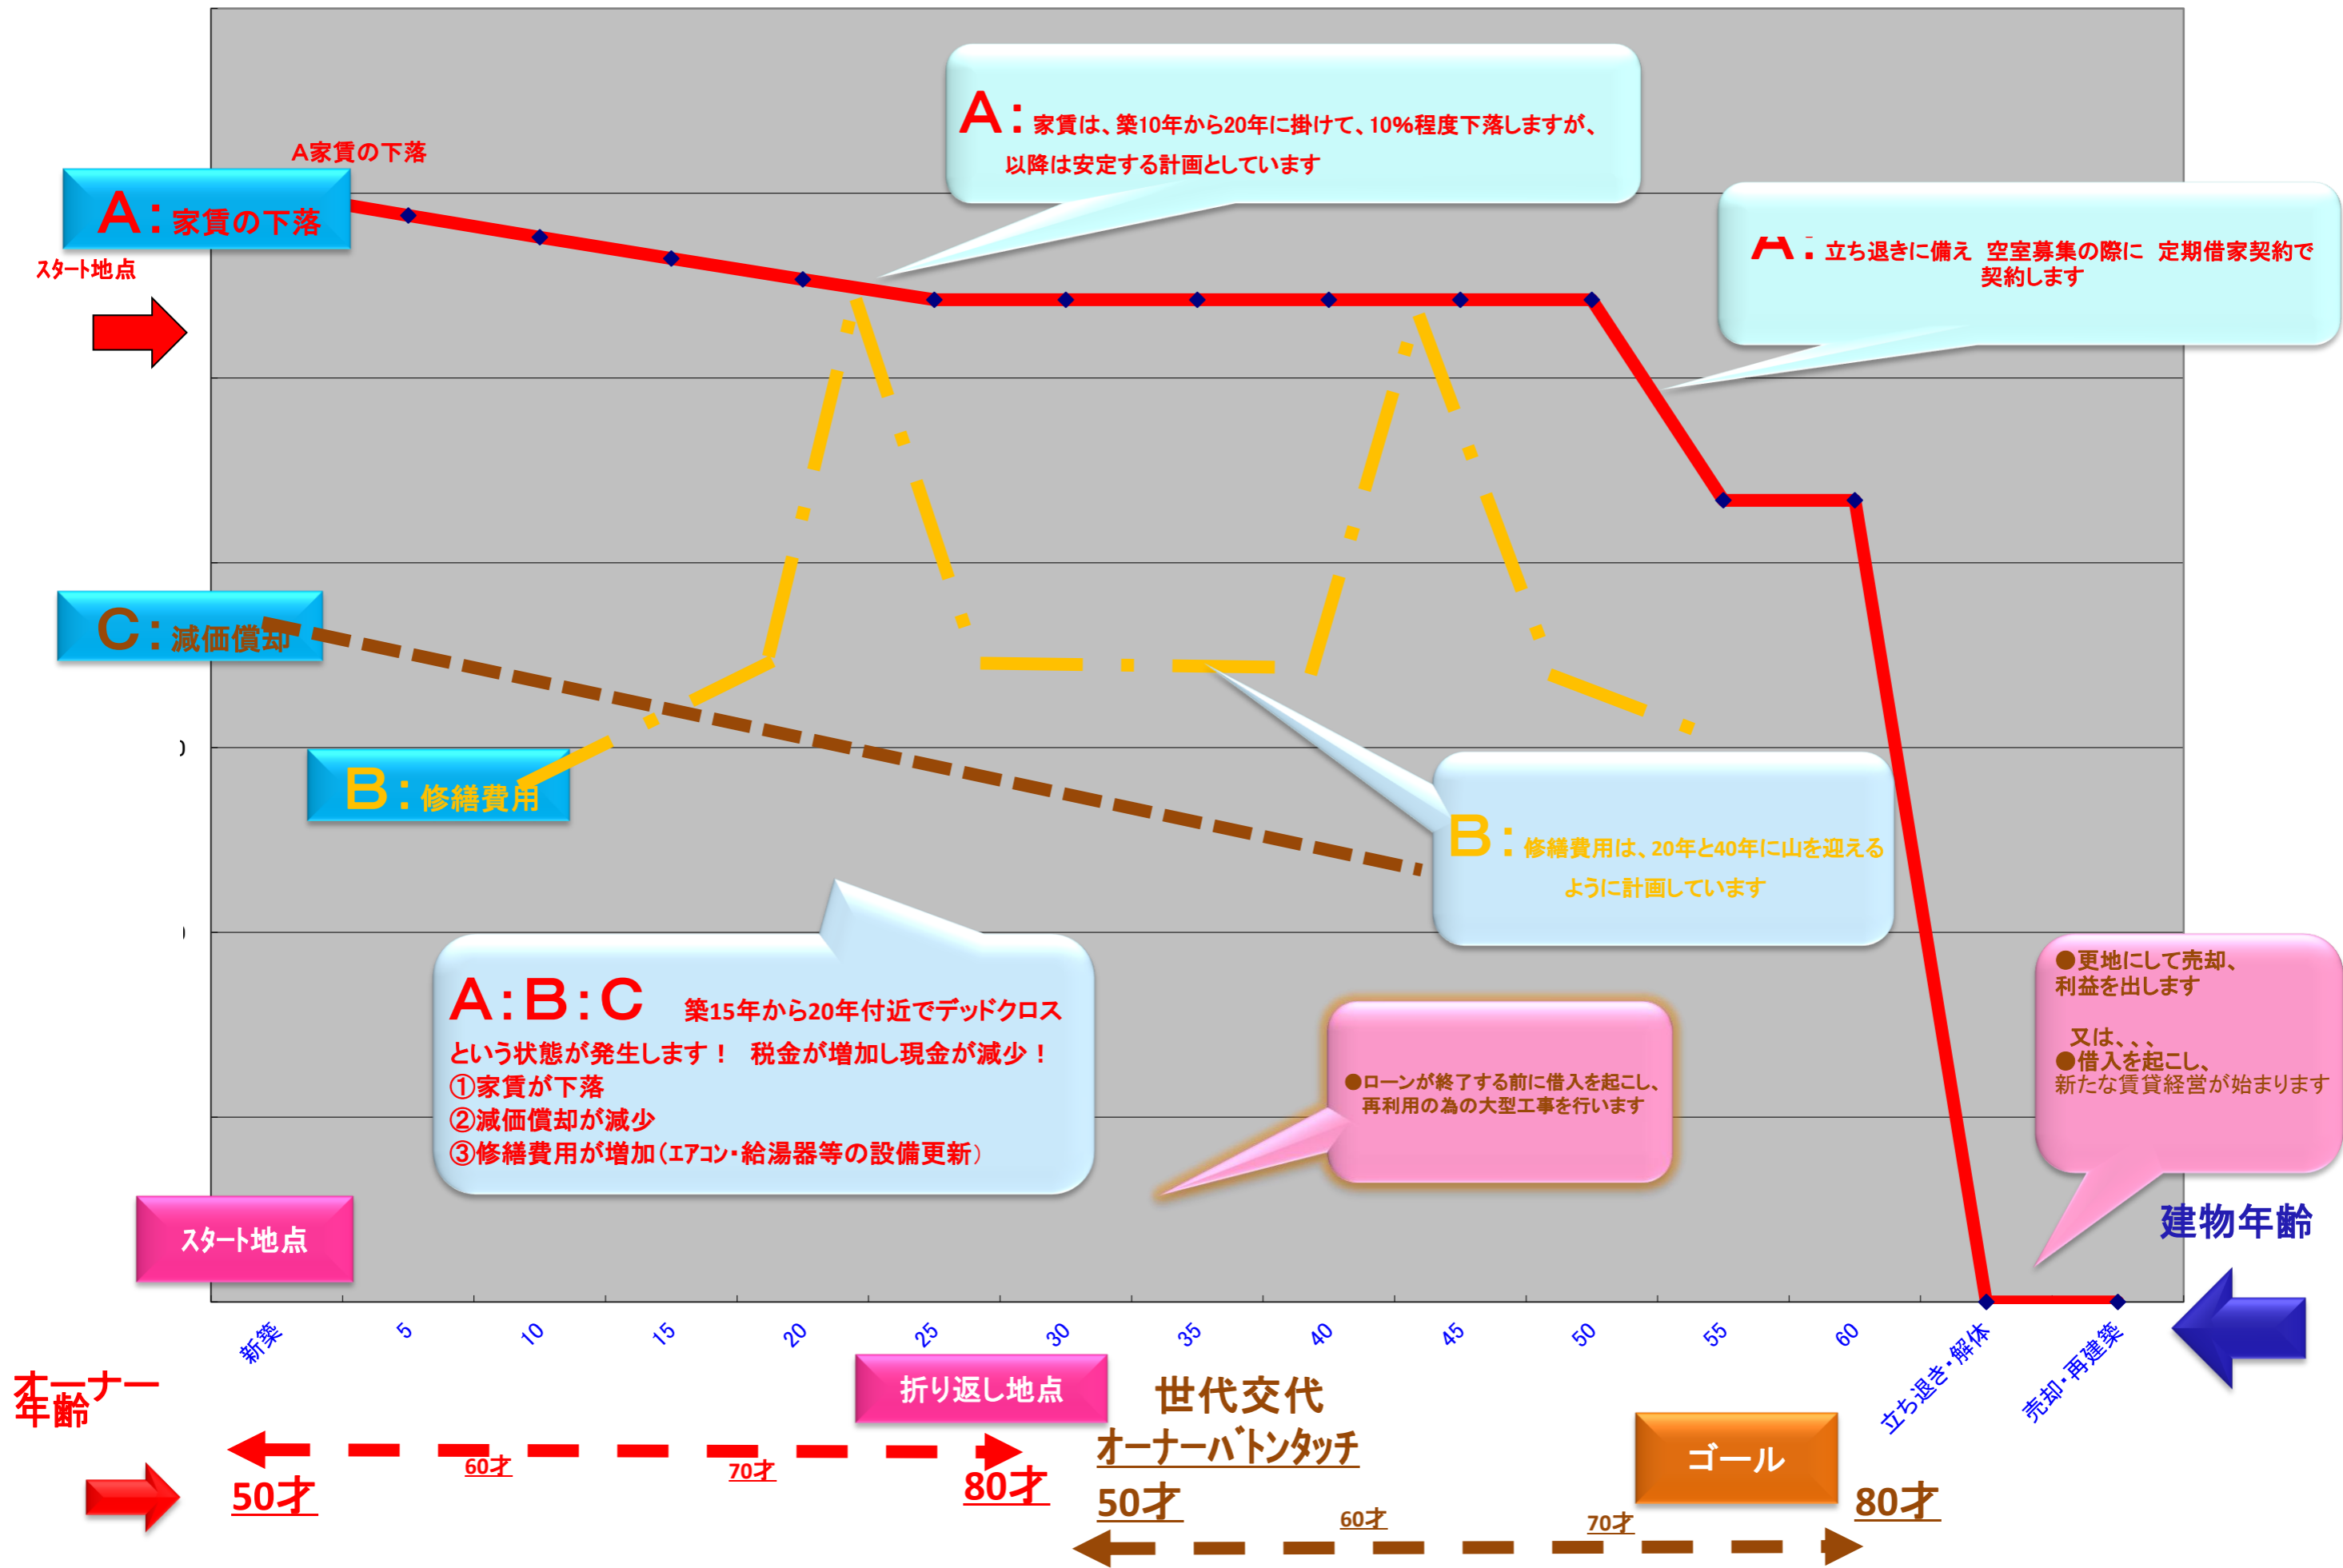 A：家賃は、築10年から20年に掛けて、10%程度下落しますが、
以降は安定する計画としています
A家賃の下落
A：家賃の下落
スタート地点
A：立ち退きに備え 空室募集の際に 定期借家契約で
契約します
C：減価償却
B：修繕費用
B：修繕費用は、20年と40年に山を迎える
ように計画しています
A：B：C 築15年から20年付近でデッドクロス
という状態が発生します！ 税金が増加し現金が減少！
①家賃が下落
②減価償却が減少
③修繕費用が増加（エアコン・給湯器等の設備更新）
●ローンが終了する前に借入を起こし、
再利用の為の大型工事を行います
●更地にして売却、
利益を出します
又は、、、
●借入を起こし、
新たな賃貸経営が始まります
スタート地点
建物年齢
新築
5
10
15
20
25
30
35
40
45
50
55
60
立ち退き・解体
売却・再建築
オーナー
年齢
折り返し地点
世代交代
オーナーバトンタッチ
ゴール
50才
60才
70才
80才
50才
60才
70才
80才